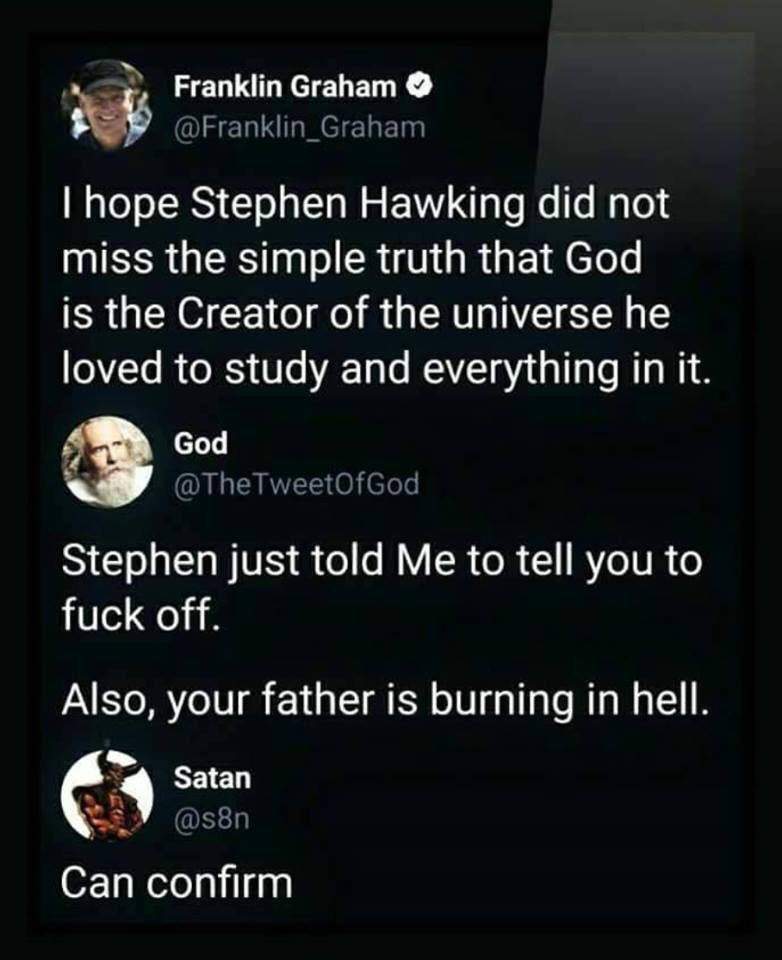 Franklin Graham
@Franklin_Graham
I hope Stephen Hawking did not
miss the simple truth that God
is the Creator of the universe he
loved to study and everything in it.
God
@TheTweetOfGod
Stephen just told Me to tell you to
fuck off.
Also, your father is burning in hell.
Satan
@s8n
Can confirm